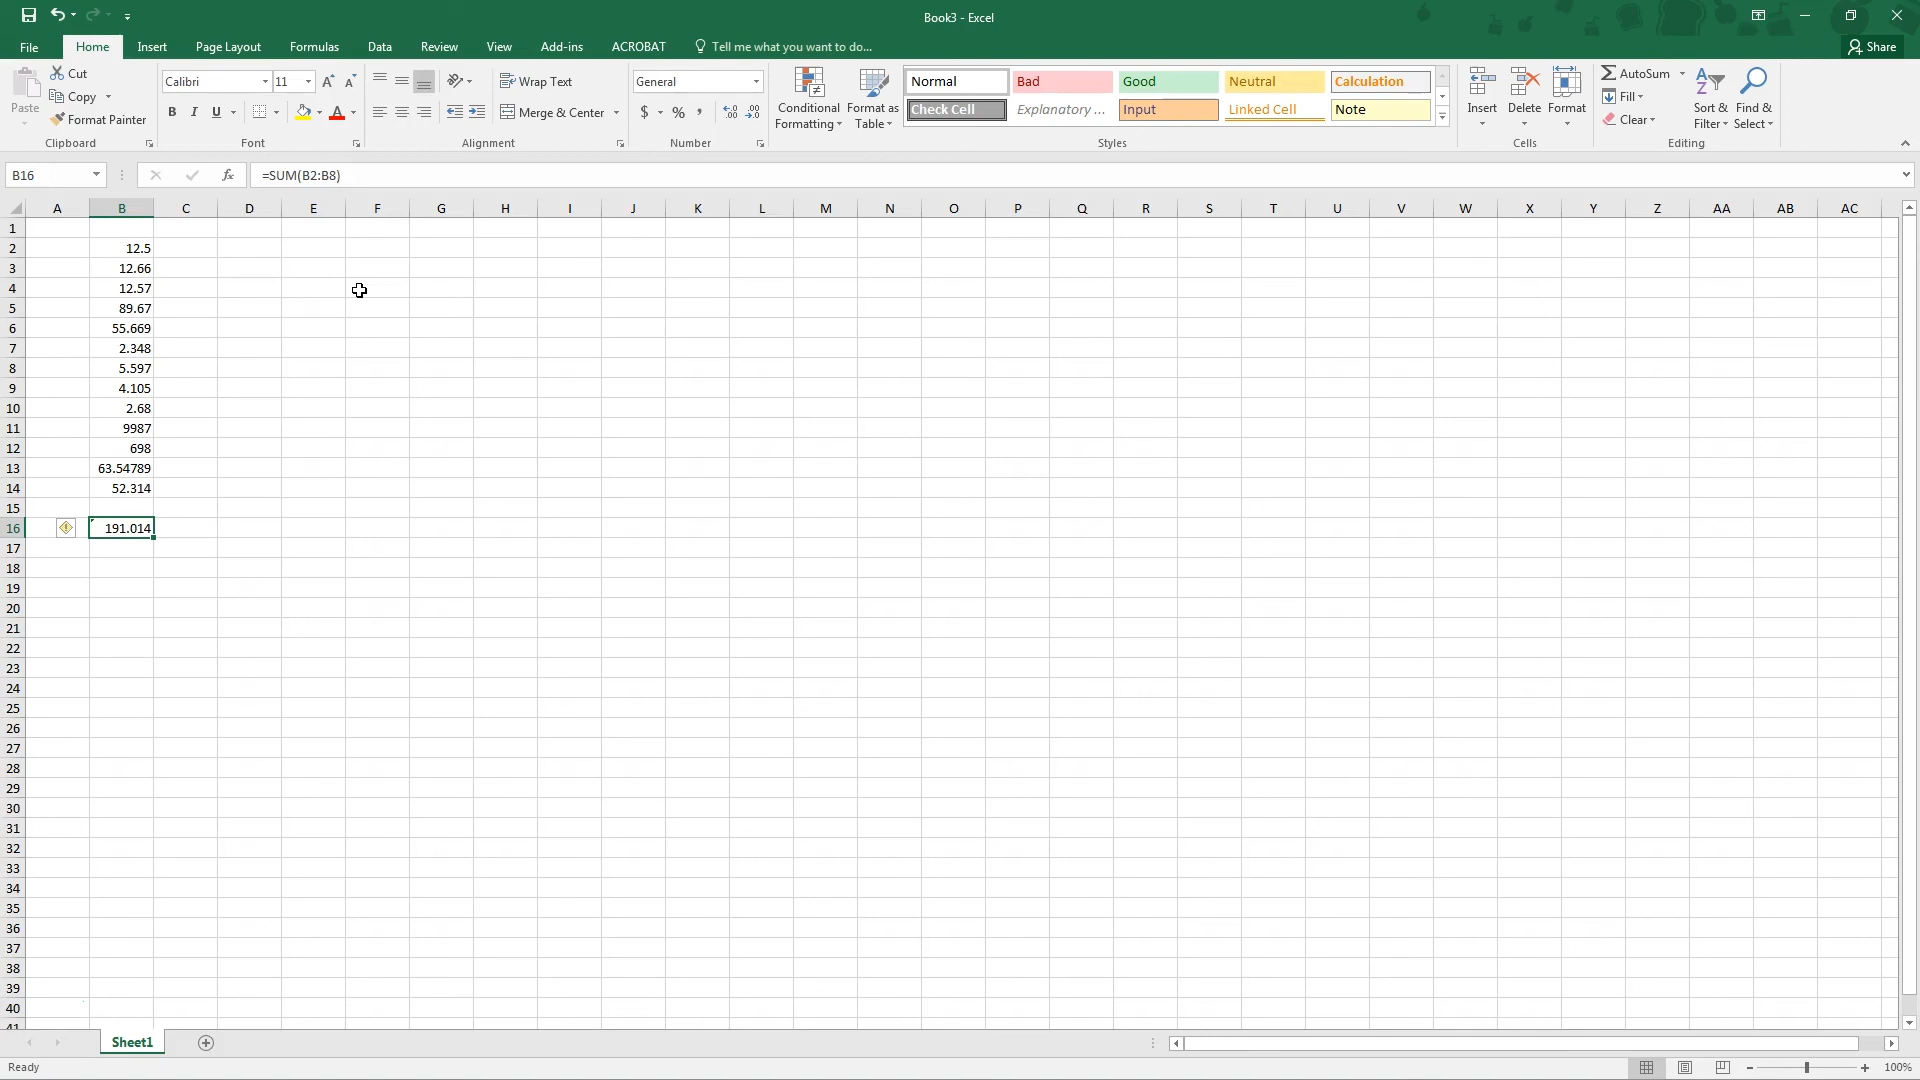 Book3 - Excel
File Home Insert Page Layout Formulas Data Review View Add-ins ACROBAT Tell me what you want to do... Share
Paste Cut Copy Format Painter
Clipboard
Calibri 11 A A
B I U A
Font
Wrap Text
Merge & Center
Alignment
General
$ % , .00 .0
Number
Conditional Formatting
Format as Table
Normal Bad Good Neutral Calculation
Check Cell Explanatory ... Input Linked Cell Note
Styles
Insert Delete Format
Cells
AutoSum
Fill
Clear
Sort & Filter
Find & Select
Editing
B16 fx =SUM(B2:B8)
A B C D E F G H I J K L M N O P Q R S T U V W X Y Z AA AB AC
1
2 12.5
3 12.66
4 12.57
5 89.67
6 55.669
7 2.348
8 5.597
9 4.105
10 2.68
11 9987
12 698
13 63.54789
14 52.314
15
16 191.014
17
18
19
20
21
22
23
24
25
26
27
28
29
30
31
32
33
34
35
36
37
38
39
40
41
Sheet1
Ready 100%